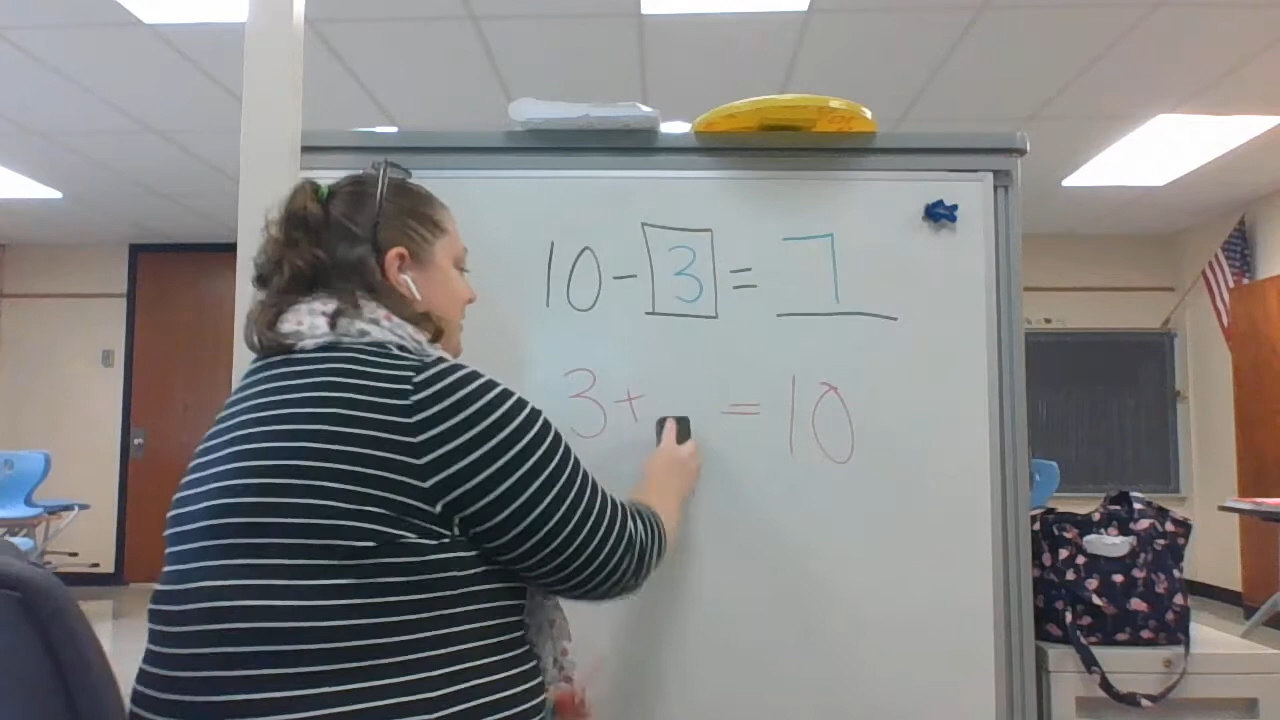 10 - 3 = 7
3 + = 10